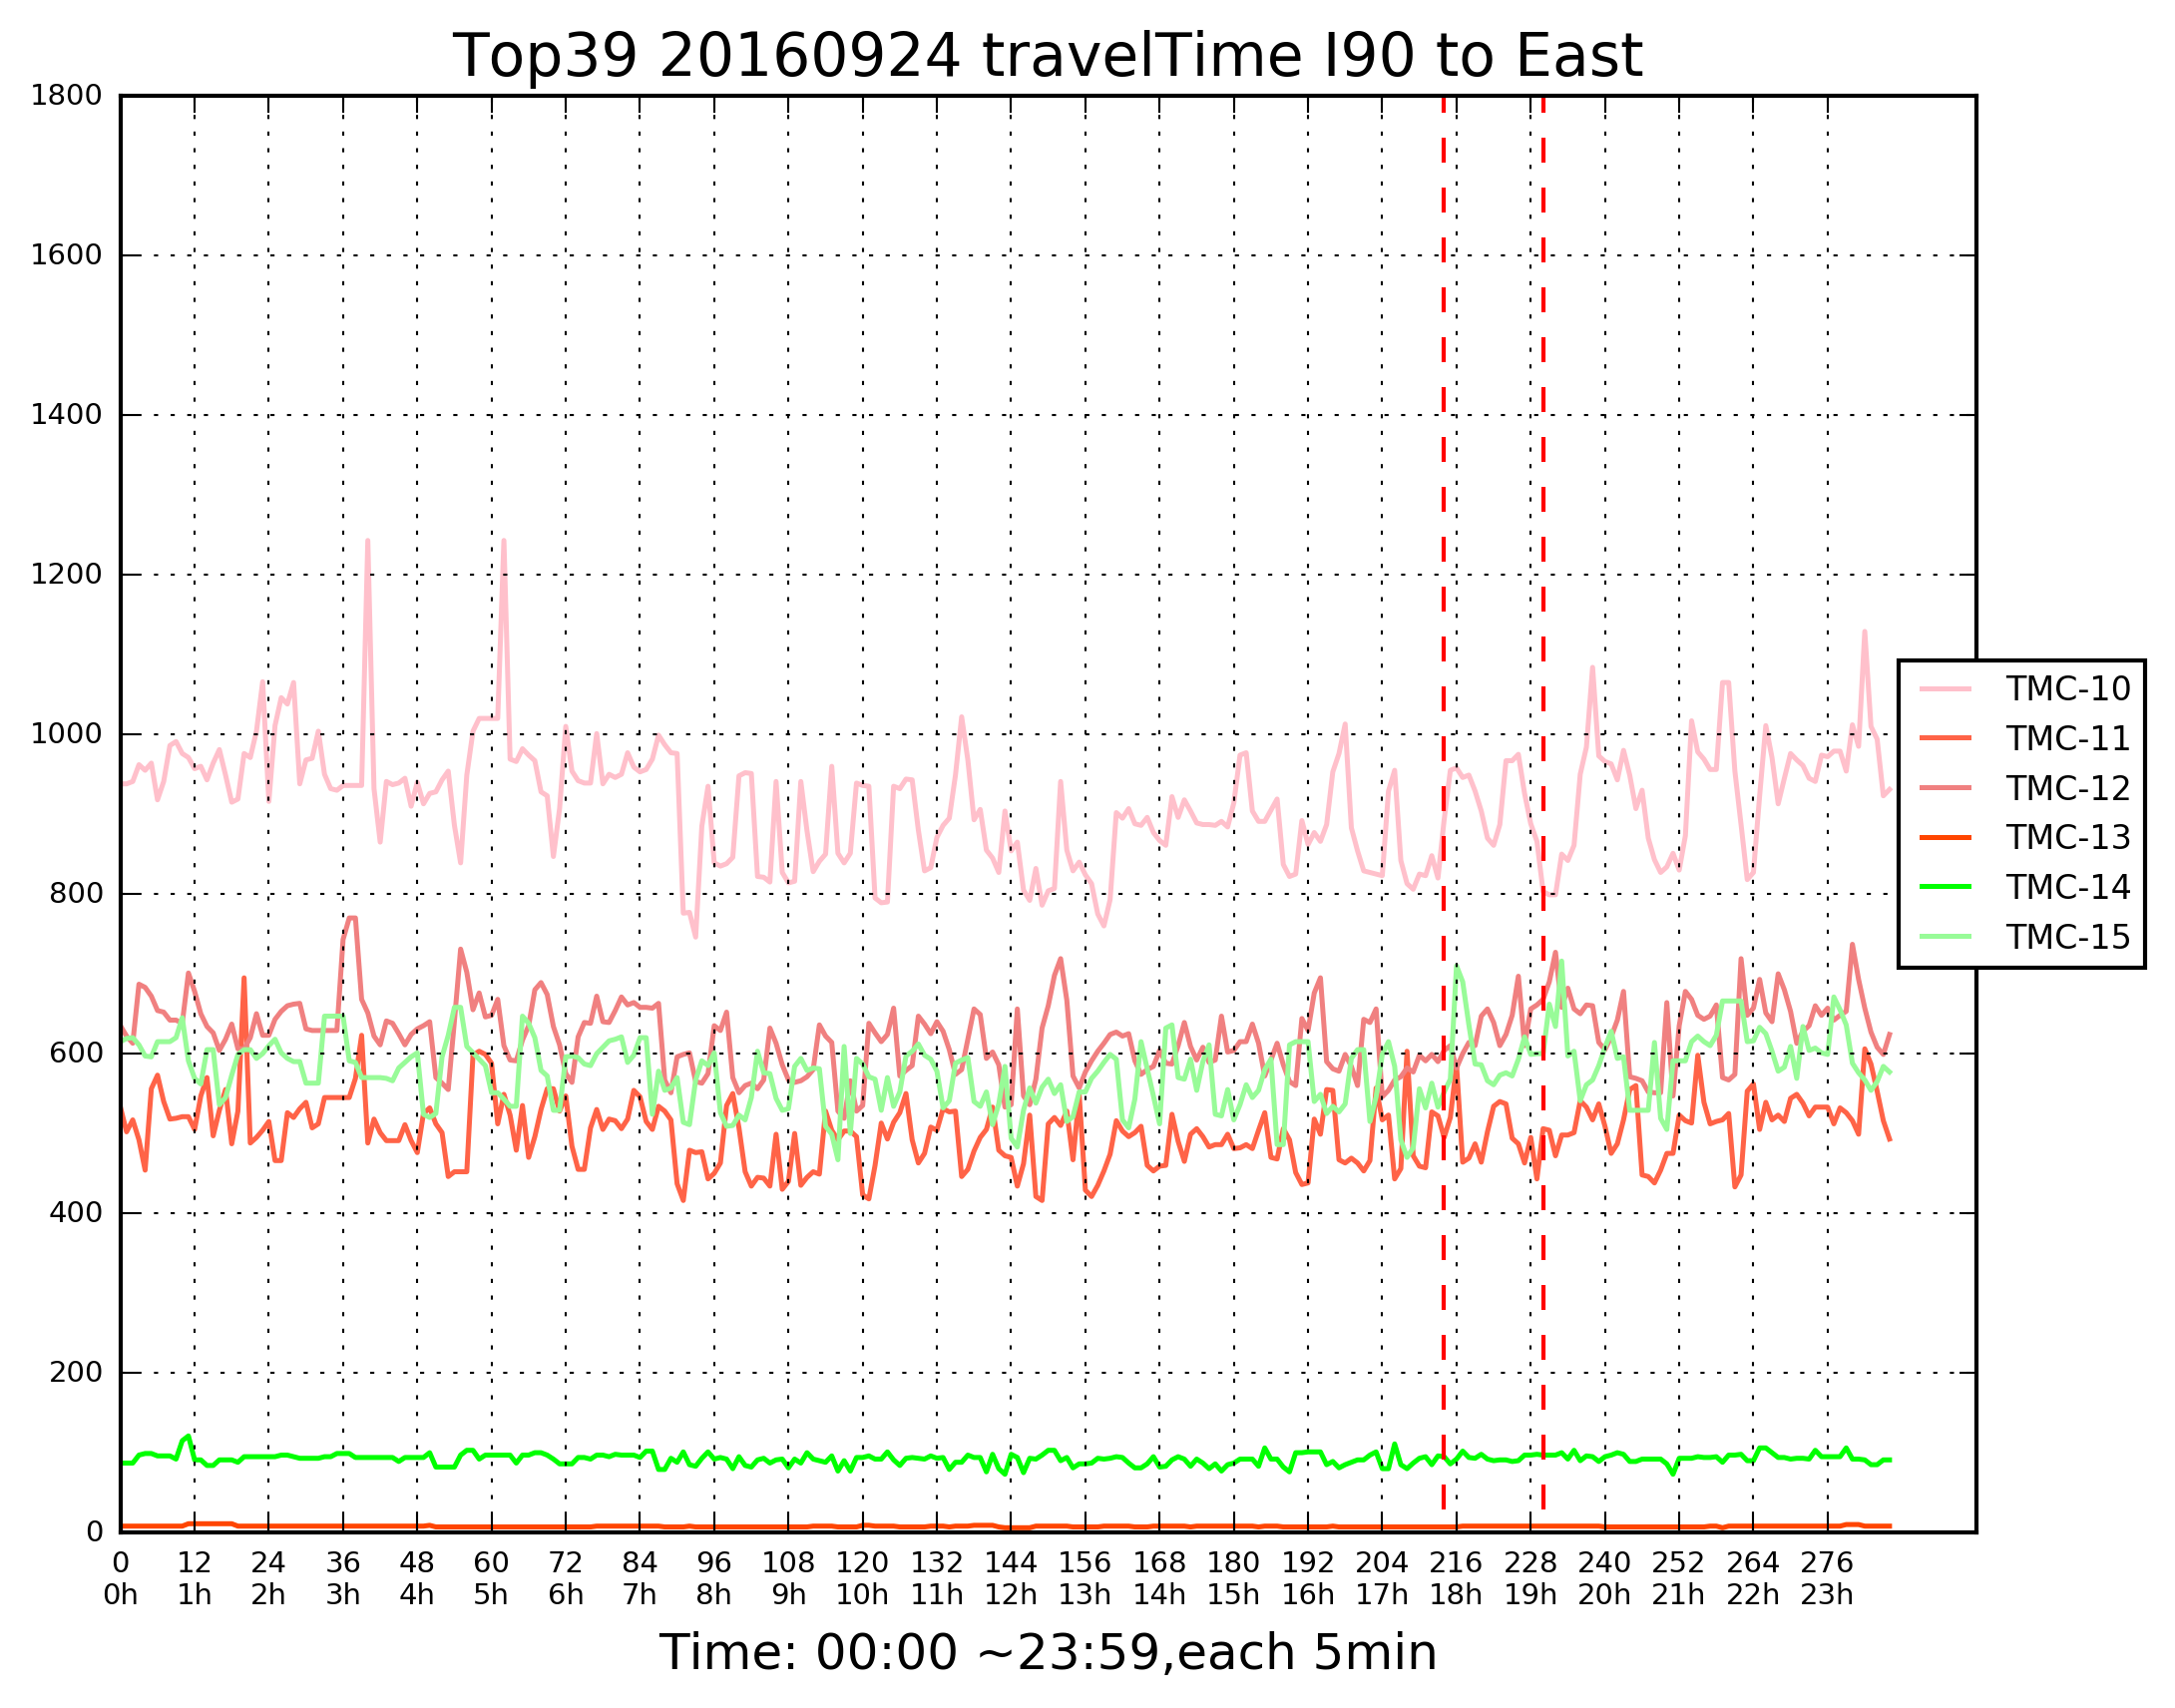 Top39 20160924 travelTime I90 to East
1800
1600
1400
1200
1000
800
600
400
200
0
TMC-10
TMC-11
TMC-12
TMC-13
TMC-14
TMC-15
0 12 24 36 48 60 72 84 96 108 120 132 144 156 168 180 192 204 216 228 240 252 264 276
0h 1h 2h 3h 4h 5h 6h 7h 8h 9h 10h 11h 12h 13h 14h 15h 16h 17h 18h 19h 20h 21h 22h 23h
Time: 00:00 ~23:59,each 5min